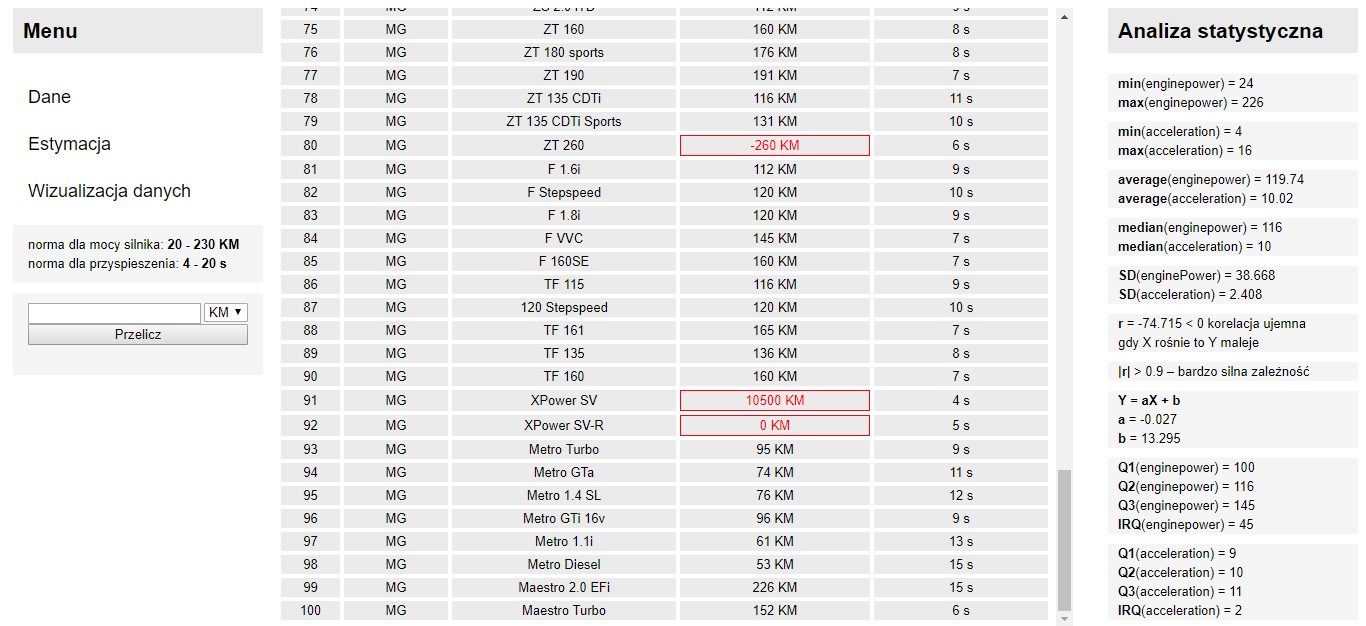 Menu
Dane
Estymacja
Wizualizacja danych
norma dla mocy silnika: 20 - 230 KM
norma dla przyspieszenia: 4 - 20 s
KM ▼
Przelicz
75 MG ZT 160 160 KM 8 s
76 MG ZT 180 sports 176 KM 8 s
77 MG ZT 190 191 KM 7 s
78 MG ZT 135 CDTi 116 KM 11 s
79 MG ZT 135 CDTi Sports 131 KM 10 s
80 MG ZT 260 -260 KM 6 s
81 MG F 1.6i 112 KM 9 s
82 MG F Stepspeed 120 KM 10 s
83 MG F 1.8i 120 KM 9 s
84 MG F VVC 145 KM 7 s
85 MG F 160SE 160 KM 7 s
86 MG TF 115 116 KM 9 s
87 MG 120 Stepspeed 120 KM 10 s
88 MG TF 161 165 KM 7 s
89 MG TF 135 136 KM 8 s
90 MG TF 160 160 KM 7 s
91 MG XPower SV 10500 KM 4 s
92 MG XPower SV-R 0 KM 5 s
93 MG Metro Turbo 95 KM 9 s
94 MG Metro GTa 74 KM 11 s
95 MG Metro 1.4 SL 76 KM 12 s
96 MG Metro GTi 16v 96 KM 9 s
97 MG Metro 1.1i 61 KM 13 s
98 MG Metro Diesel 53 KM 15 s
99 MG Maestro 2.0 EFi 226 KM 15 s
100 MG Maestro Turbo 152 KM 6 s
Analiza statystyczna
min(enginepower) = 24
max(enginepower) = 226
min(acceleration) = 4
max(acceleration) = 16
average(enginepower) = 119.74
average(acceleration) = 10.02
median(enginepower) = 116
median(acceleration) = 10
SD(enginePower) = 38.668
SD(acceleration) = 2.408
r = -74.715 < 0 korelacja ujemna
gdy X rośnie to Y maleje
|r| > 0.9 – bardzo silna zależność
Y = aX + b
a = -0.027
b = 13.295
Q1(enginepower) = 100
Q2(enginepower) = 116
Q3(enginepower) = 145
IRQ(enginepower) = 45
Q1(acceleration) = 9
Q2(acceleration) = 10
Q3(acceleration) = 11
IRQ(acceleration) = 2